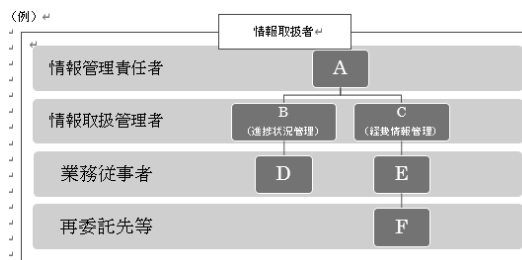 （例）
情報取扱者
情報管理責任者
A
情報取扱管理者
B
（進捗状況管理）
C
（経費情報管理）
業務従事者
D
E
再委託先等
F